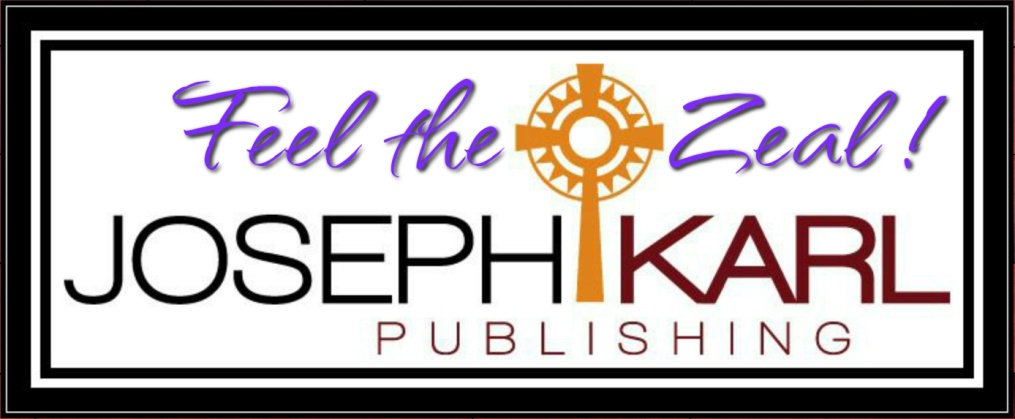 Feel the Zeal!
JOSEPH KARL
PUBLISHING